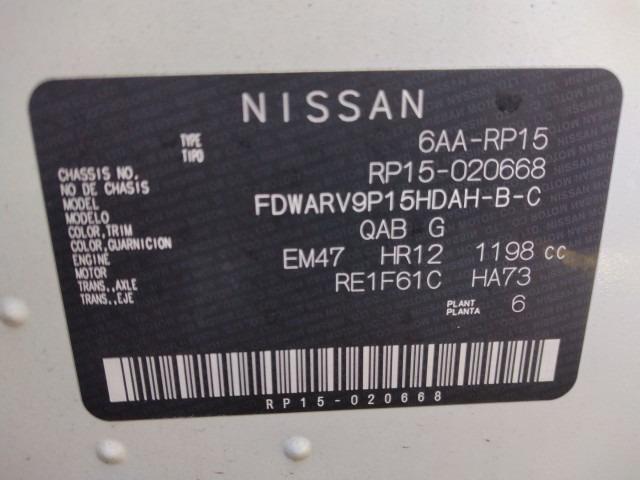 NISSAN
TYPE 6AA-RP15
TIPO
CHASSIS NO. RP15-020668
NO DE CHASIS
MODEL FDWARV9P15HDAH-B-C
MODELO
COLOR,TRIM QAB G
COLOR,GUARNICION
ENGINE EM47 HR12 1198 cc
MOTOR
TRANS.,AXLE RE1F61C HA73
TRANS.,EJE
PLANT 6
PLANTA
RP15-020668